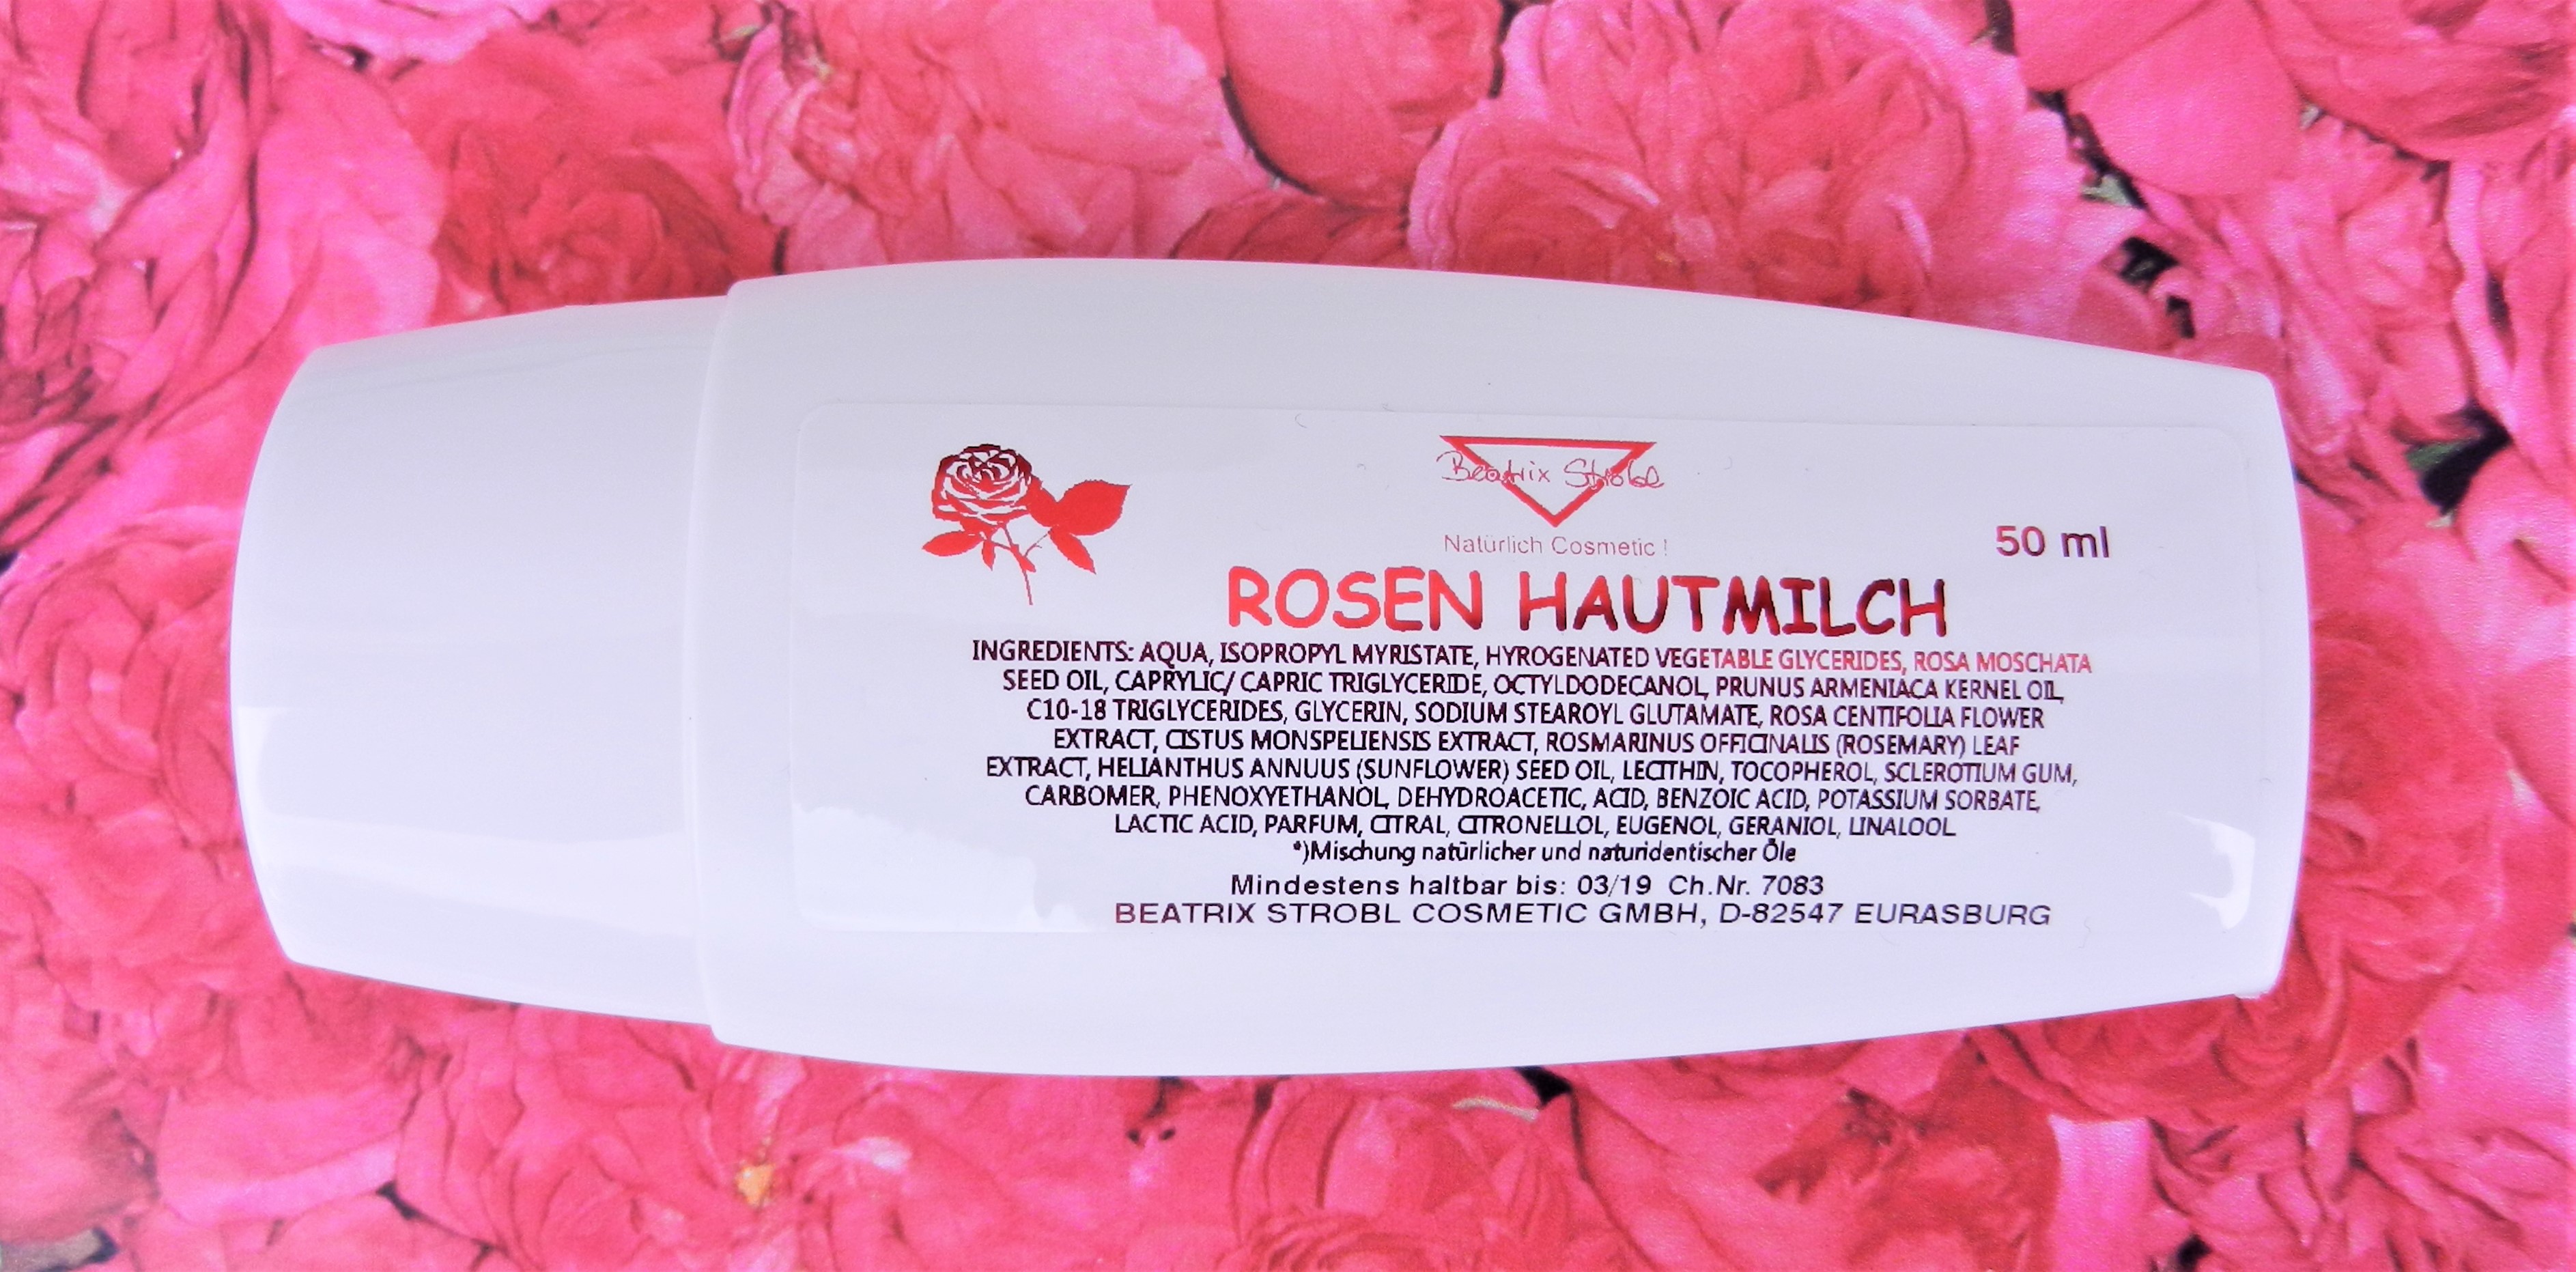 Beatrix Strobl
Natürlich Cosmetic !
50 ml
ROSEN HAUTMILCH
INGREDIENTS: AQUA, ISOPROPYL MYRISTATE, HYROGENATED VEGETABLE GLYCERIDES, ROSA MOSCHATA
SEED OIL, CAPRYLIC/ CAPRIC TRIGLYCERIDE, OCTYLDODECANOL, PRUNUS ARMENIACA KERNEL OIL,
C10-18 TRIGLYCERIDES, GLYCERIN, SODIUM STEAROYL GLUTAMATE, ROSA CENTIFOLIA FLOWER
EXTRACT, CISTUS MONSPELIENSIS EXTRACT, ROSMARINUS OFFICINALIS (ROSEMARY) LEAF
EXTRACT, HELIANTHUS ANNUUS (SUNFLOWER) SEED OIL, LECITHIN, TOCOPHEROL, SCLEROTIUM GUM,
CARBOMER, PHENOXYETHANOL, DEHYDROACETIC, ACID, BENZOIC ACID, POTASSIUM SORBATE,
LACTIC ACID, PARFUM, CITRAL, CITRONELLOL, EUGENOL, GERANIOL, LINALOOL
*)Mischung natürlicher und naturidentischer Öle
Mindestens haltbar bis: 03/19 Ch.Nr. 7083
BEATRIX STROBL COSMETIC GMBH, D-82547 EURASBURG